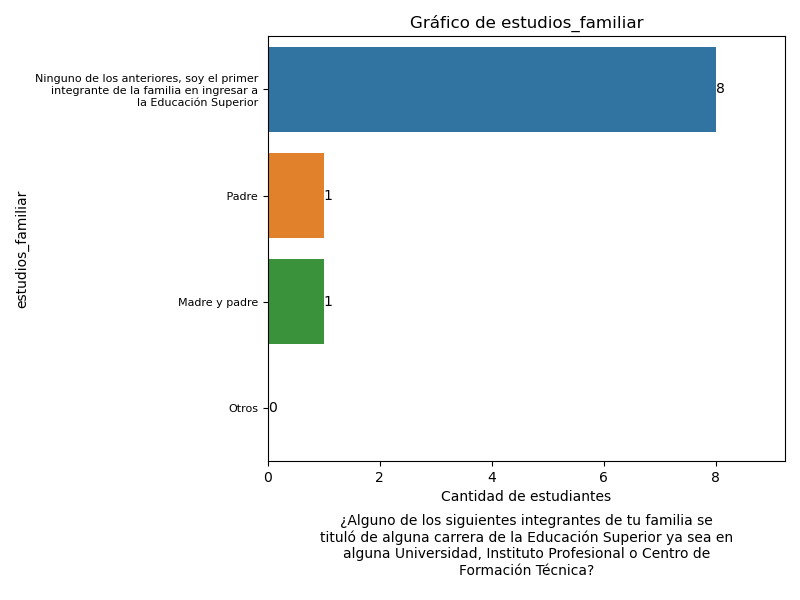 Gráfico de estudios_familiar
Ninguno de los anteriores, soy el primer
integrante de la familia en ingresar a
la Educación Superior
8
Padre
1
Madre y padre
1
Otros
0
estudios_familiar
0 2 4 6 8
Cantidad de estudiantes
¿Alguno de los siguientes integrantes de tu familia se
tituló de alguna carrera de la Educación Superior ya sea en
alguna Universidad, Instituto Profesional o Centro de
Formación Técnica?